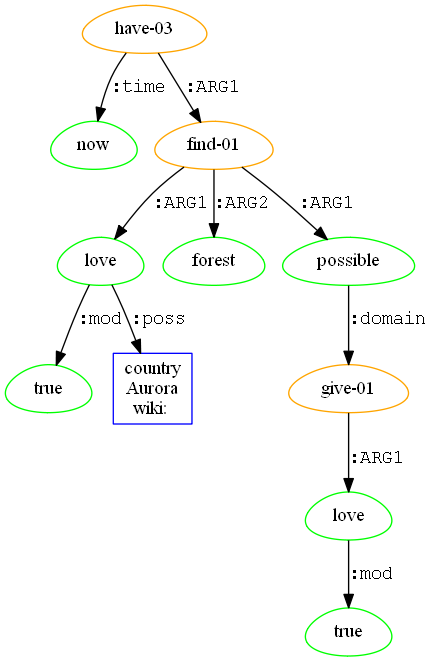 have-03
:time
:ARG1
now
find-01
:ARG1
:ARG2
:ARG1
love
forest
possible
:mod
:poss
:domain
true
country
Aurora
wiki:
give-01
:ARG1
love
:mod
true